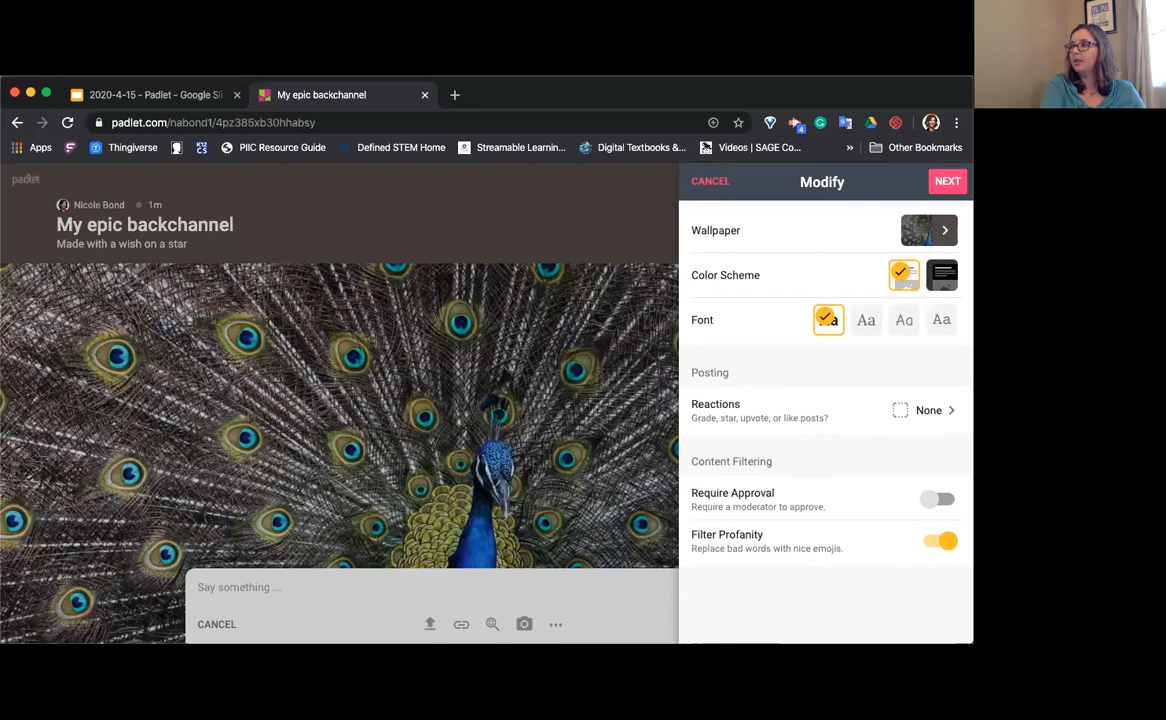 2020-4-15 - Padlet - Google Sli
My epic backchannel
padlet.com/nabond1/4pz385xb30hhabsy
4
Apps
Thingiverse
PIIC Resource Guide
Defined STEM Home
Streamable Learnin...
Digital Textbooks &...
Videos | SAGE Co...
»
Other Bookmarks
padlet
Nicole Bond 1m
My epic backchannel
Made with a wish on a star
Say something ...
CANCEL
CANCEL
Modify
NEXT
Wallpaper
Color Scheme
Font
Aa Aa Aa
Posting
Reactions
Grade, star, upvote, or like posts?
None
Content Filtering
Require Approval
Require a moderator to approve.
Filter Profanity
Replace bad words with nice emojis.